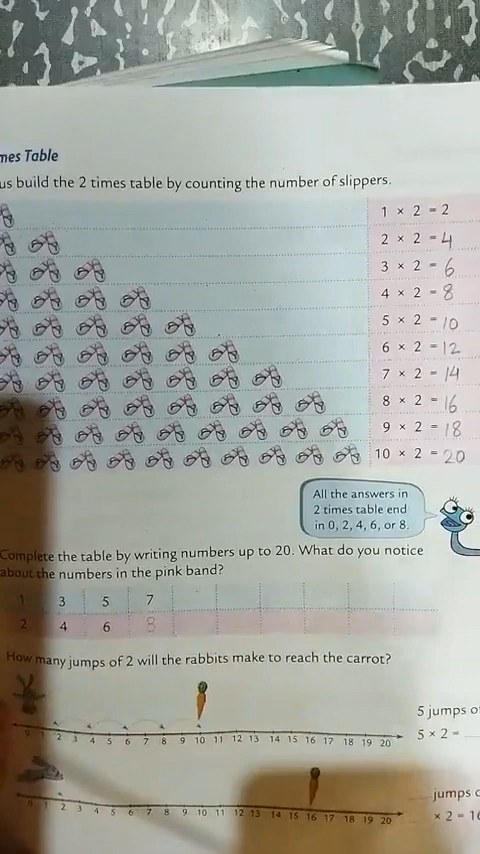 mes Table
us build the 2 times table by counting the number of slippers.
1 × 2 = 2
2 × 2 = 4
3 × 2 = 6
4 × 2 = 8
5 × 2 = 10
6 × 2 = 12
7 × 2 = 14
8 × 2 = 16
9 × 2 = 18
10 × 2 = 20
All the answers in
2 times table end
in 0, 2, 4, 6, or 8.
Complete the table by writing numbers up to 20. What do you notice
about the numbers in the pink band?
1 3 5 7
2 4 6 8
How many jumps of 2 will the rabbits make to reach the carrot?
5 jumps o
0 2 3 4 5 6 7 8 9 10 11 12 13 14 15 16 17 18 19 20
5 × 2 =
jumps o
0 1 2 3 4 5 6 7 8 9 10 11 12 13 14 15 16 17 18 19 20
× 2 = 16